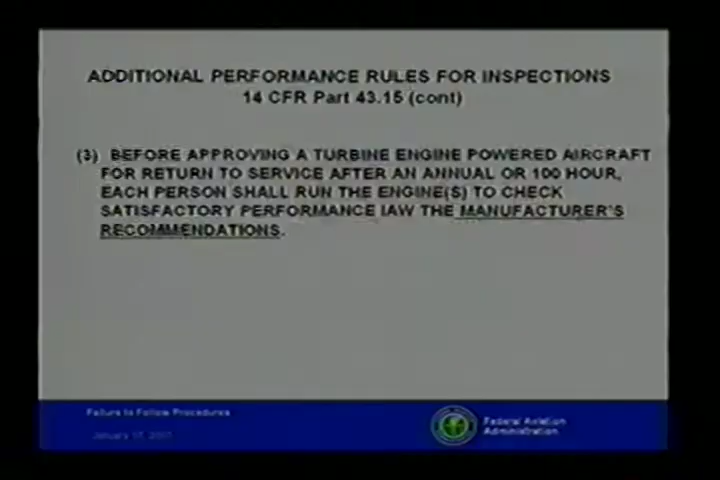 ADDITIONAL PERFORMANCE RULES FOR INSPECTIONS
14 CFR Part 43.15 (cont)
(3) BEFORE APPROVING A TURBINE ENGINE POWERED AIRCRAFT
FOR RETURN TO SERVICE AFTER AN ANNUAL OR 100 HOUR,
EACH PERSON SHALL RUN THE ENGINE(S) TO CHECK
SATISFACTORY PERFORMANCE IAW THE MANUFACTURER'S
RECOMMENDATIONS.
Failure to Follow Procedures
January 17,
Federal Aviation
Administration